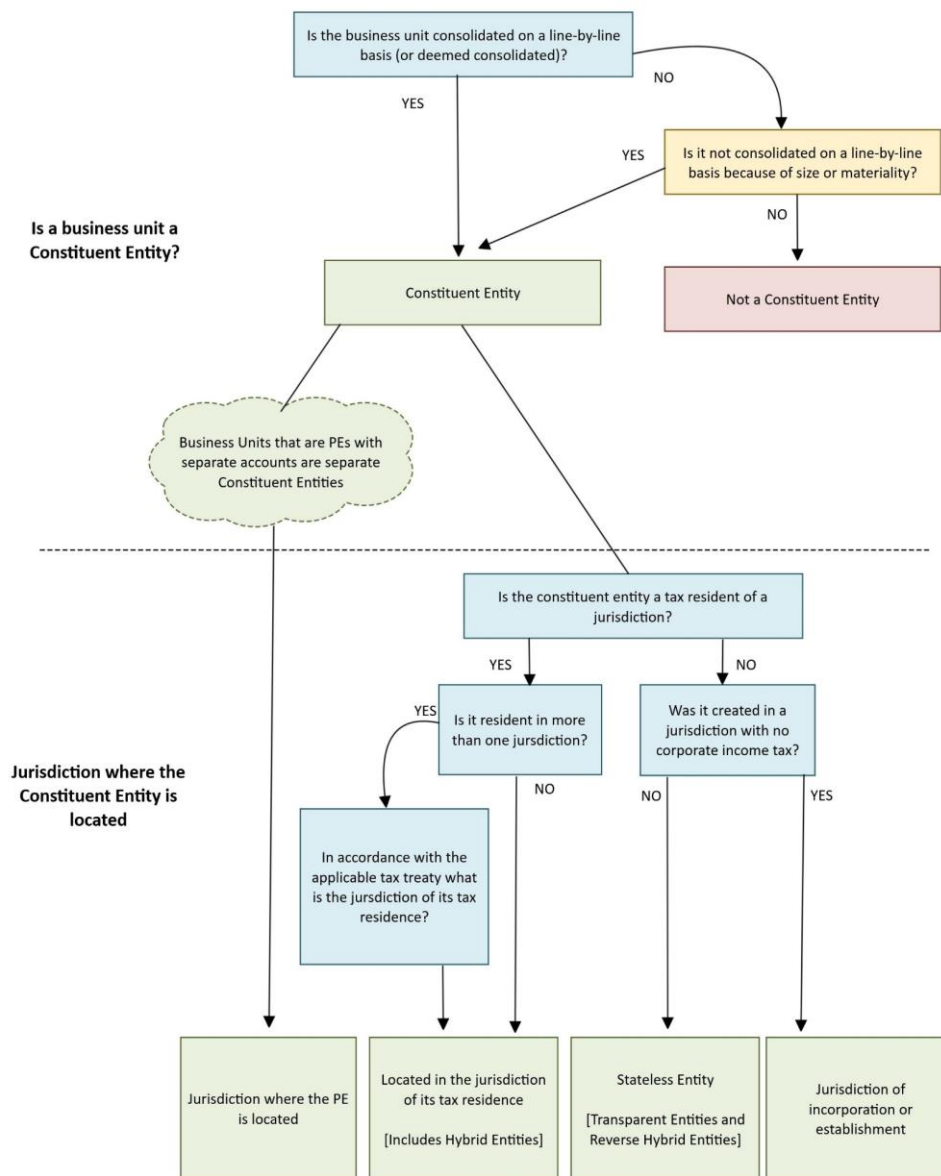 Is the business unit consolidated on a line-by-line
basis (or deemed consolidated)?
NO
YES
YES
Is it not consolidated on a line-by-line
basis because of size or materiality?
NO
Is a business unit a
Constituent Entity?
Constituent Entity
Not a Constituent Entity
Business Units that are PEs with
separate accounts are separate
Constituent Entities
Is the constituent entity a tax resident of a
jurisdiction?
YES
NO
YES
Is it resident in more
than one jursdiction?
Was it created in a
jurisdiction with no
corporate income tax?
Jurisdiction where the
Constituent Entity is
located
NO
NO
YES
In accordance with the
applicable tax treaty what
is the jursdiction of its tax
residence?
Jurisdiction where the PE
is located
Located in the jurisdiction
of its tax residence
[Includes Hybrid Entities]
Stateless Entity
[Transparent Entities and
Reverse Hybrid Entities]
Jurisdiction of
incorporation or
establishment